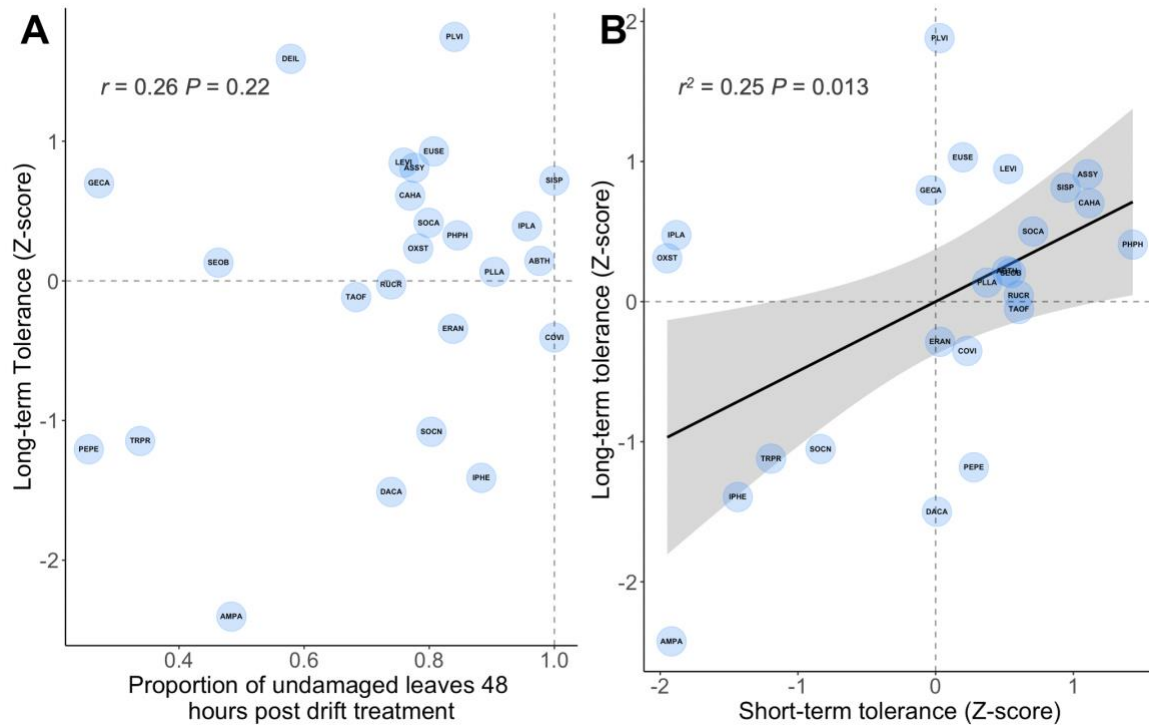 A
r = 0.26 P = 0.22
Long-term Tolerance (Z-score)
1
0
-1
-2
PLVI
DEIL
EUSE
LEVI
ASSY
GECA
SISP
CAHA
SOCA
IPLA
PHPH
OXST
SEOB
ABTH
PLLA
RUCR
TAOF
ERAN
COVI
SOCN
TRPR
PEPE
IPHE
DACA
AMPA
0.4 0.6 0.8 1.0
Proportion of undamaged leaves 48
hours post drift treatment
B
r² = 0.25 P = 0.013
Long-term tolerance (Z-score)
2
1
0
-1
-2
PLVI
EUSE
LEVI
ASSY
SISP
GECA
CAHA
SOCA
IPLA
PHPH
OXST
ABTH
SEOB
PLLA
RUCR
TAOF
ERAN
COVI
SOCN
TRPR
PEPE
IPHE
DACA
AMPA
-2 -1 0 1
Short-term tolerance (Z-score)